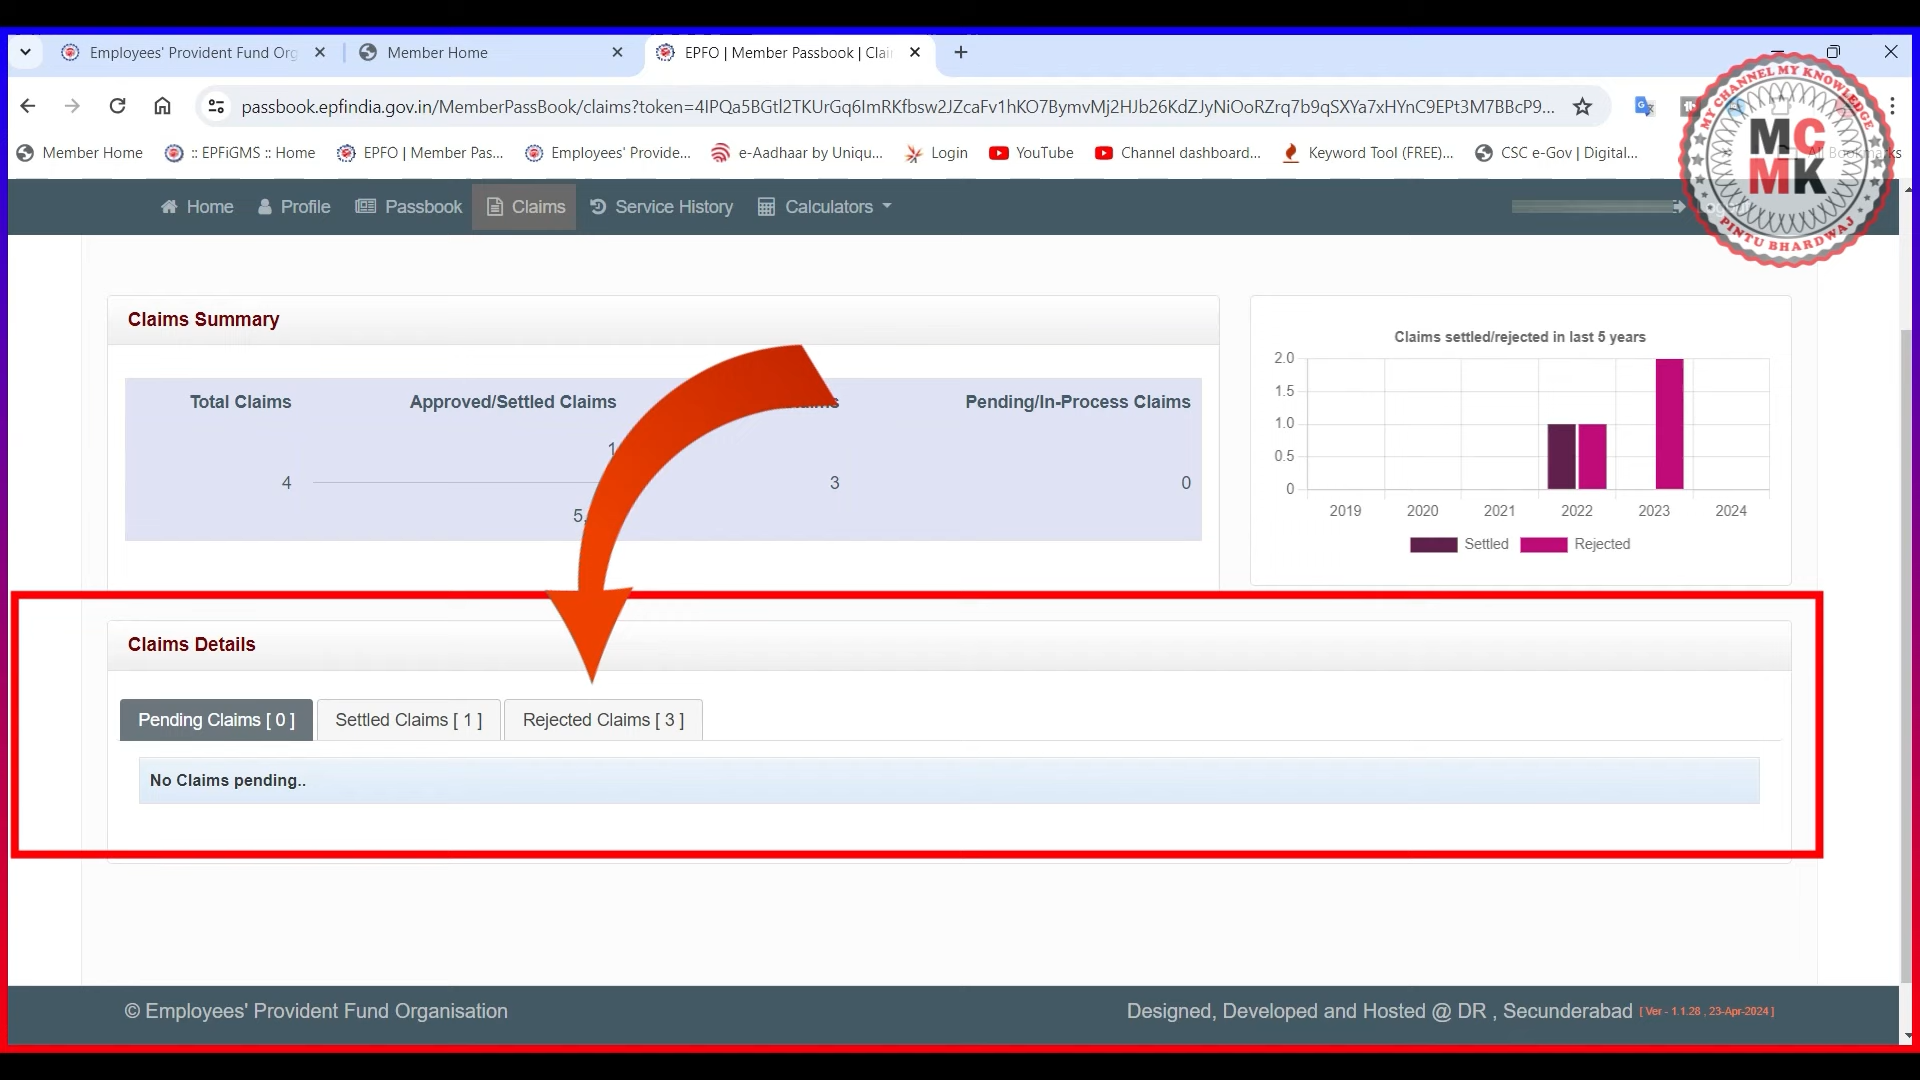 Employees' Provident Fund Org
Member Home
EPFO | Member Passbook | Clai
passbook.epfindia.gov.in/MemberPassBook/claims?token=4IPQa5BGtl2TKUrGq6ImRKfbsw2JZcaFv1hKO7BymvMj2HJb26KdZJyNiOoRZrq7b9qSXYa7xHYnC9EPt3M7BBcP9...
Member Home
:: EPFiGMS :: Home
EPFO | Member Pas...
Employees' Provide...
e-Aadhaar by Uniqu...
Login
YouTube
Channel dashboard...
Keyword Tool (FREE)...
CSC e-Gov | Digital...
MY CHANNEL MY KNOWLEDGE
MC
MK
PINTU BHARDWAJ
Home
Profile
Passbook
Claims
Service History
Calculators
Claims Summary
Total Claims
Approved/Settled Claims
Pending/In-Process Claims
1
4
3
0
5,
Claims settled/rejected in last 5 years
2.0
1.5
1.0
0.5
0
2019 2020 2021 2022 2023 2024
Settled Rejected
Claims Details
Pending Claims [ 0 ]
Settled Claims [ 1 ]
Rejected Claims [ 3 ]
No Claims pending..
© Employees' Provident Fund Organisation
Designed, Developed and Hosted @ DR , Secunderabad [ Ver - 1.1.28 , 23-Apr-2024 ]